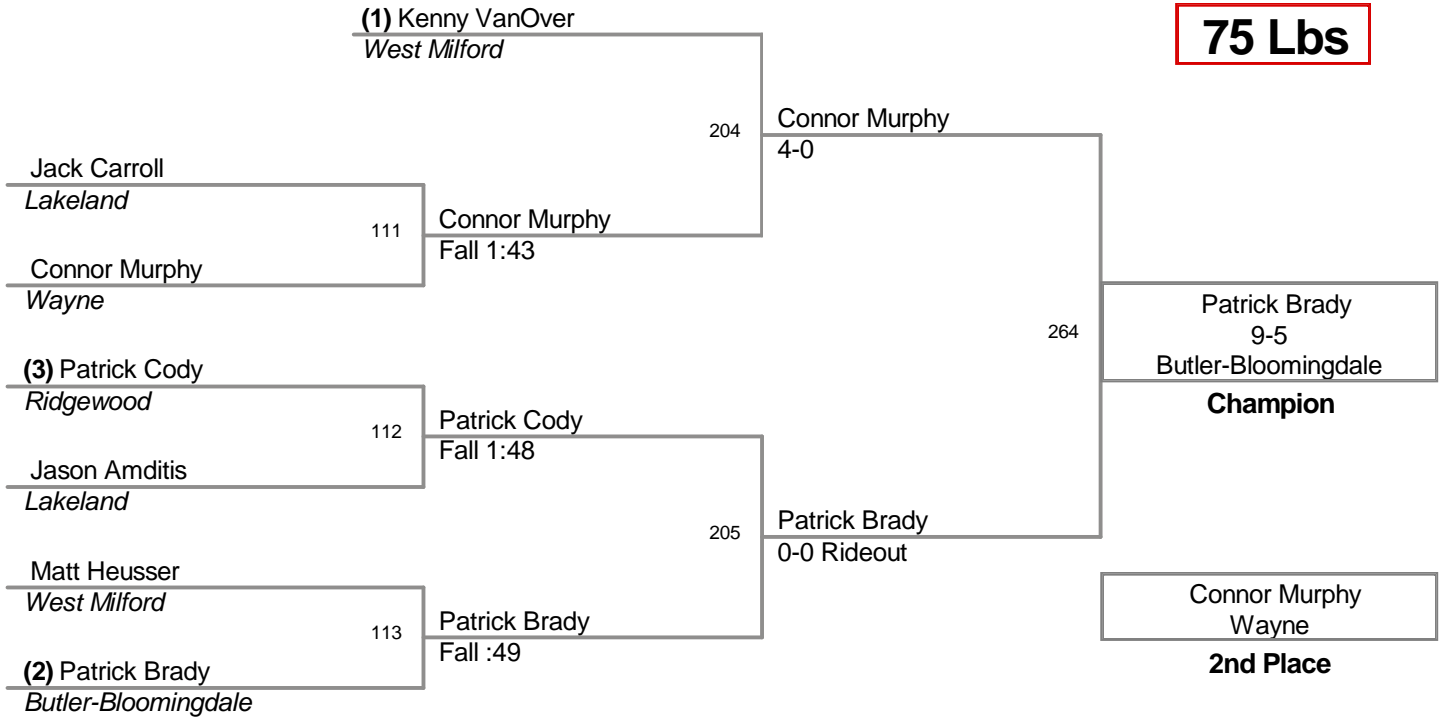 (1) Kenny VanOver
West Milford
75 Lbs
204
Connor Murphy
4-0
Jack Carroll
Lakeland
111
Connor Murphy
Fall 1:43
Connor Murphy
Wayne
264
Patrick Brady
9-5
Butler-Bloomingdale
Champion
(3) Patrick Cody
Ridgewood
112
Patrick Cody
Fall 1:48
Jason Amditis
Lakeland
205
Patrick Brady
0-0 Rideout
Matt Heusser
West Milford
113
Patrick Brady
Fall :49
(2) Patrick Brady
Butler-Bloomingdale
Connor Murphy
Wayne
2nd Place